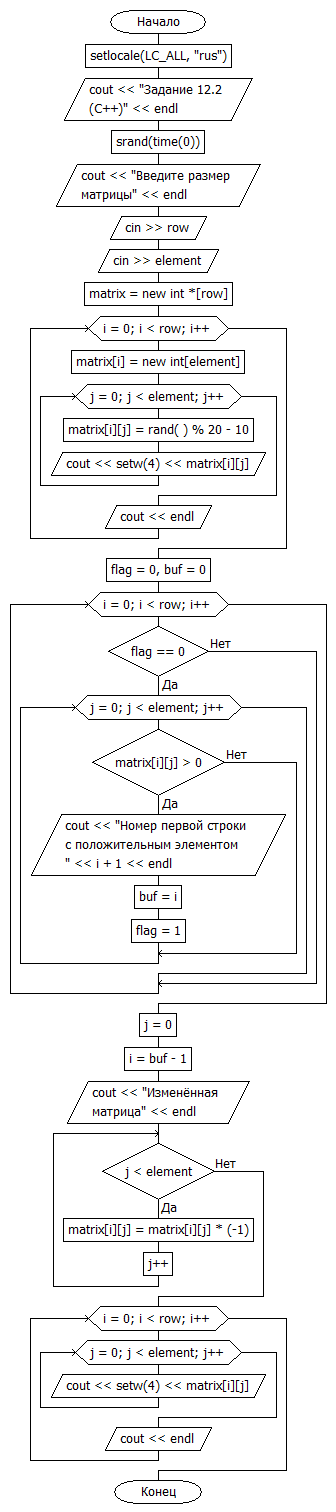 Начало
setlocale(LC_ALL, "rus")
cout << "Задание 12.2
(C++)" << endl
srand(time(0))
cout << "Введите размер
матрицы" << endl
cin >> row
cin >> element
matrix = new int *[row]
i = 0; i < row; i++
matrix[i] = new int[element]
j = 0; j < element; j++
matrix[i][j] = rand( ) % 20 - 10
cout << setw(4) << matrix[i][j]
cout << endl
flag = 0, buf = 0
i = 0; i < row; i++
flag == 0
Нет
Да
j = 0; j < element; j++
matrix[i][j] > 0
Нет
Да
cout << "Номер первой строки
с положительным элементом
" << i + 1 << endl
buf = i
flag = 1
j = 0
i = buf - 1
cout << "Изменённая
матрица" << endl
j < element
Нет
Да
matrix[i][j] = matrix[i][j] * (-1)
j++
i = 0; i < row; i++
j = 0; j < element; j++
cout << setw(4) << matrix[i][j]
cout << endl
Конец